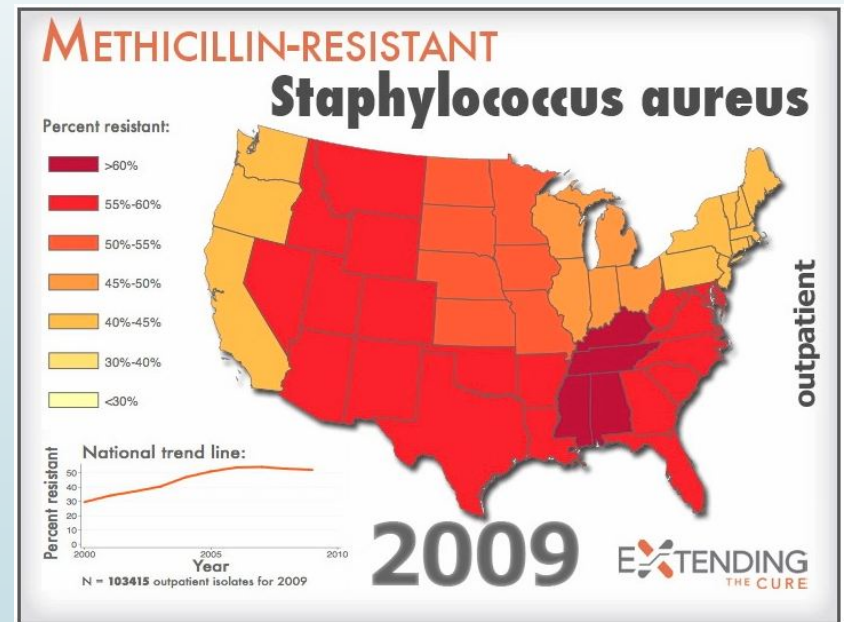 METHICILLIN-RESISTANT
Staphylococcus aureus
Percent resistant:
>60%
55%-60%
50%-55%
45%-50%
40%-45%
30%-40%
<30%
outpatient
National trend line:
Percent resistant
50
40
30
20
10
0
2000
2005
2010
Year
N = 103415 outpatient isolates for 2009
2009
EXTENDING
THE CURE